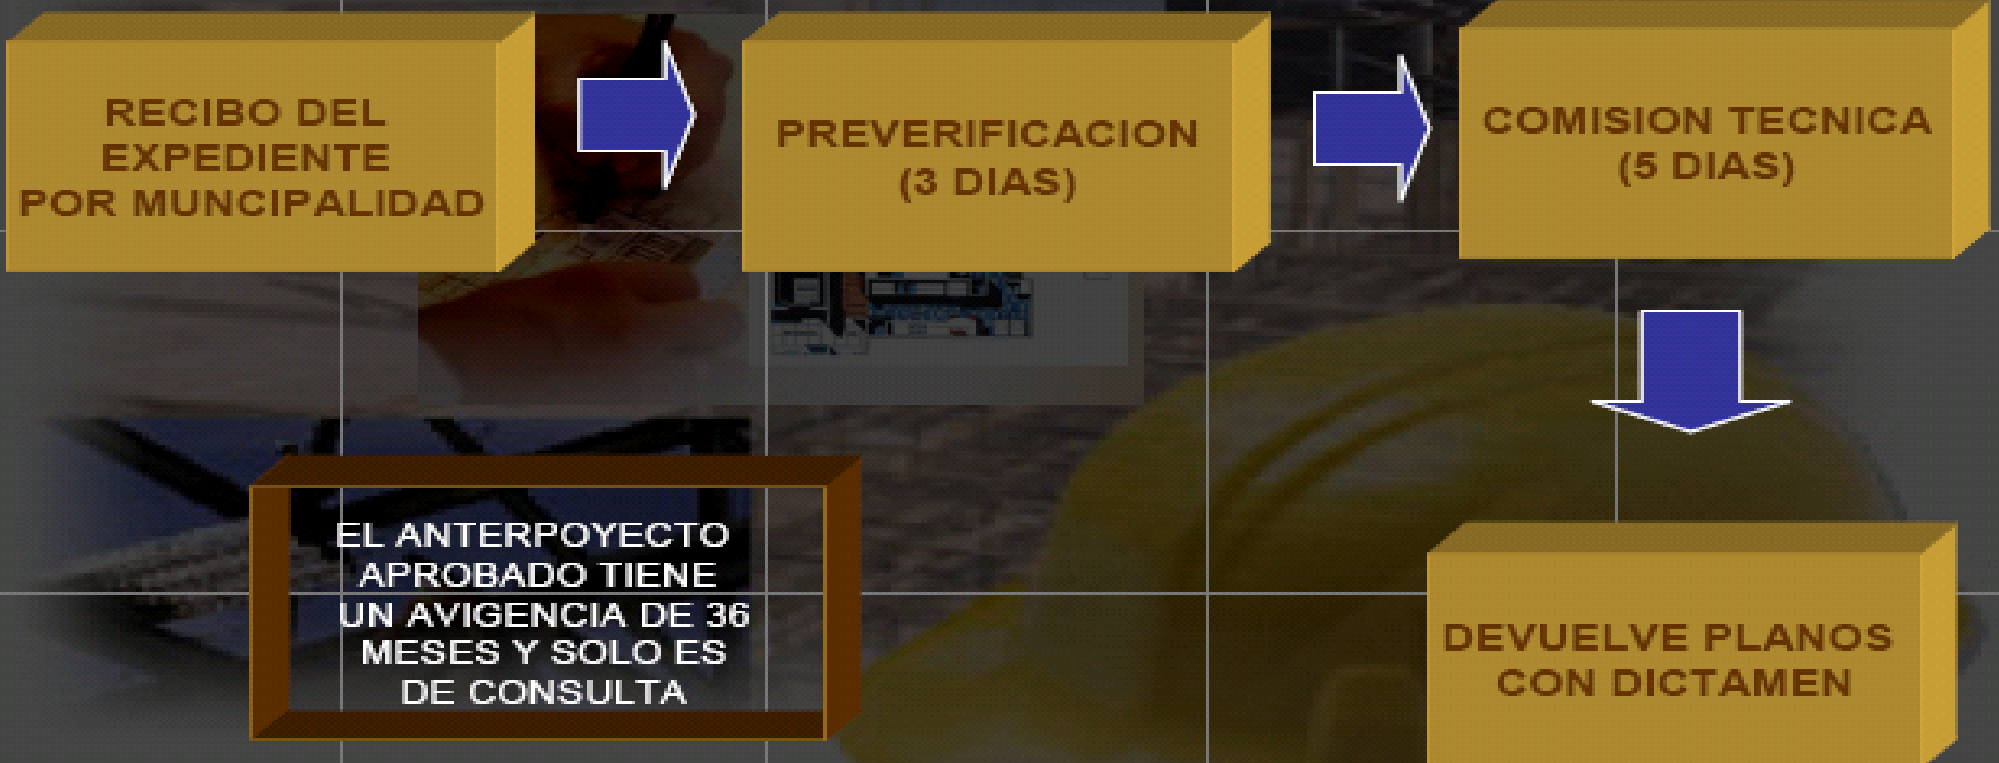 RECIBO DEL
EXPEDIENTE
POR MUNCIPALIDAD
PREVERIFICACION
(3 DIAS)
COMISION TECNICA
(5 DIAS)
EL ANTERPOYECTO
APROBADO TIENE
UN AVIGENCIA DE 36
MESES Y SOLO ES
DE CONSULTA
DEVUELVE PLANOS
CON DICTAMEN